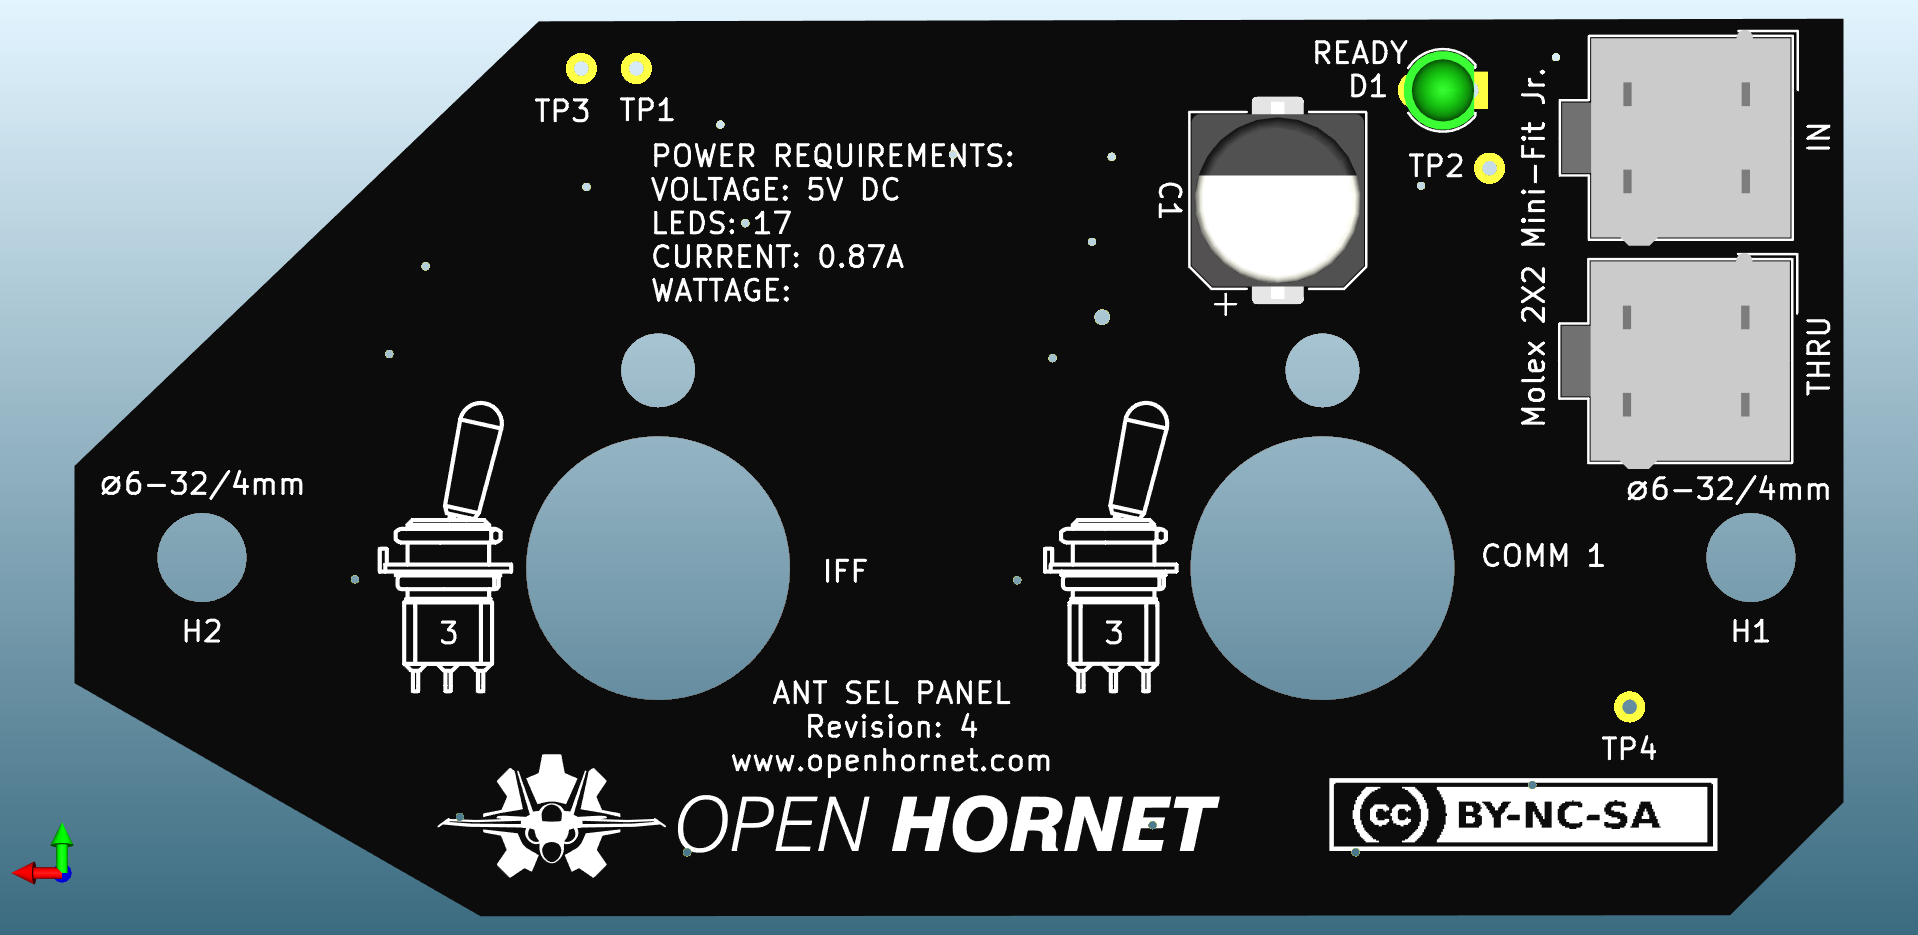 READY
D1
TP3 TP1
POWER REQUIREMENTS:
VOLTAGE: 5V DC
LEDS: 17
CURRENT: 0.87A
WATTAGE:
C1
+
TP2
Molex 2X2 Mini-Fit Jr.
IN
THRU
ø6-32/4mm
ø6-32/4mm
IFF
COMM 1
H2
3
3
H1
ANT SEL PANEL
Revision: 4
www.openhornet.com
TP4
OPEN HORNET
cc BY-NC-SA